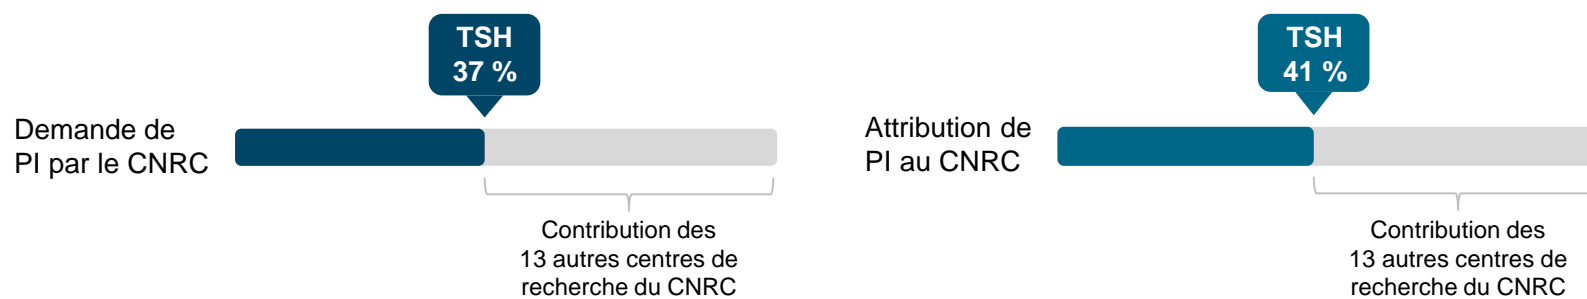 TSH
37 %
Demande de
PI par le CNRC
Contribution des
13 autres centres de
recherche du CNRC
TSH
41 %
Attribution de
PI au CNRC
Contribution des
13 autres centres de
recherche du CNRC